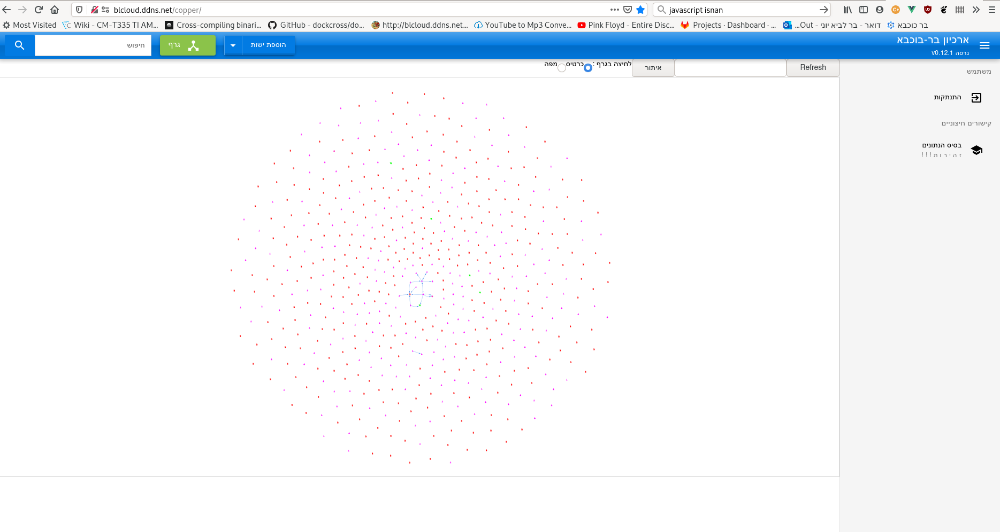 blcloud.ddns.net/copper/
javascript isnan
Most Visited
Wiki - CM-T335 TI AM...
Cross-compiling binari...
GitHub - dockcross/do...
http://blcloud.ddns.net...
YouTube to Mp3 Conve...
Pink Floyd - Entire Disc...
Projects · Dashboard · ...
דואר - בר לביא יוני - Out...
בר כוכבא
ארכיון בר-בוכבא
גרסה v0.12.1
הוספת ישות
גרף
חיפוש
Refresh
איתור
לחיצה בגרף :
כרטיס
מפה
משתמש
התנתקות
קישורים חיצוניים
בסיס הנתונים
זהירות!!!